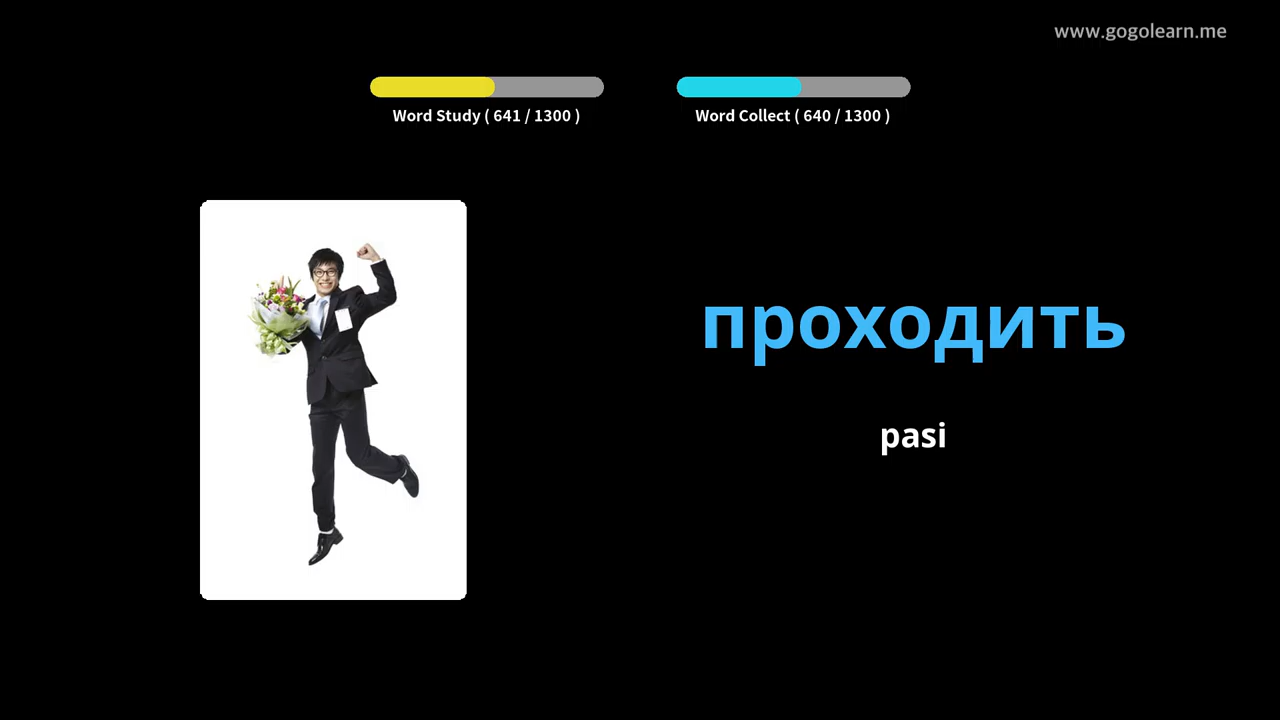 www.gogolearn.me
Word Study ( 641 / 1300 )
Word Collect ( 640 / 1300 )
проходить
pasi